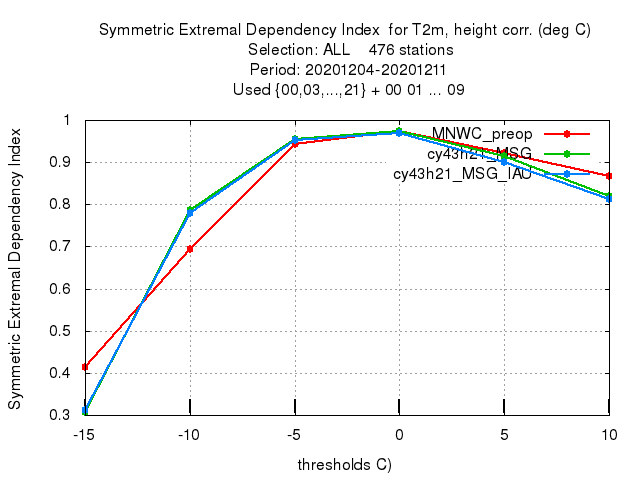 Symmetric Extremal Dependency Index for T2m, height corr. (deg C)
Selection: ALL 476 stations
Period: 20201204-20201211
Used {00,03,...,21} + 00 01 ... 09
Symmetric Extremal Dependency Index
1
0.9
0.8
0.7
0.6
0.5
0.4
0.3
MNWC_preop
cy43h21_MSG
cy43h21_MSG_IAU
-15 -10 -5 0 5 10
thresholds C)